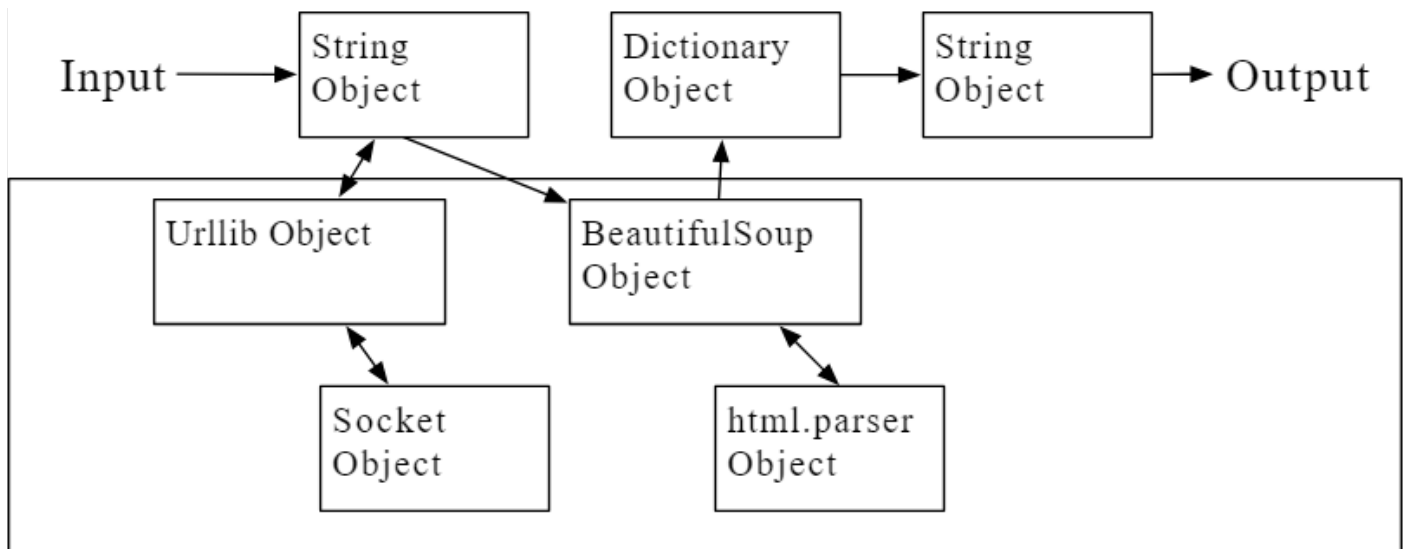 Input
String
Object
Dictionary
Object
String
Object
Output
Urllib Object
BeautifulSoup
Object
Socket
Object
html.parser
Object